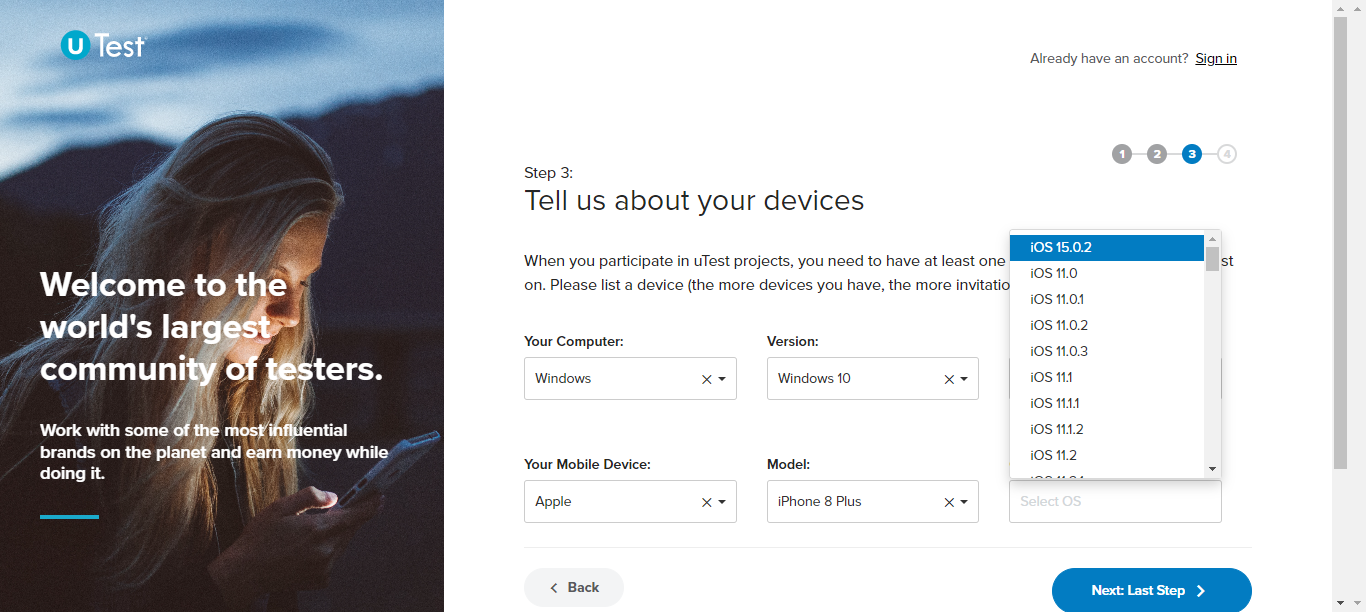 U Test
Already have an account? Sign in
1 2 3 4
Step 3:
Tell us about your devices
When you participate in uTest projects, you need to have at least one
st
on. Please list a device (the more devices you have, the more invitatio
Your Computer:
Version:
Windows
Windows 10
Your Mobile Device:
Model:
Apple
iPhone 8 Plus
Select OS
iOS 15.0.2
iOS 11.0
iOS 11.0.1
iOS 11.0.2
iOS 11.0.3
iOS 11.1
iOS 11.1.1
iOS 11.1.2
iOS 11.2
Back
Next: Last Step
Welcome to the
world's largest
community of testers.
Work with some of the most influential
brands on the planet and earn money while
doing it.